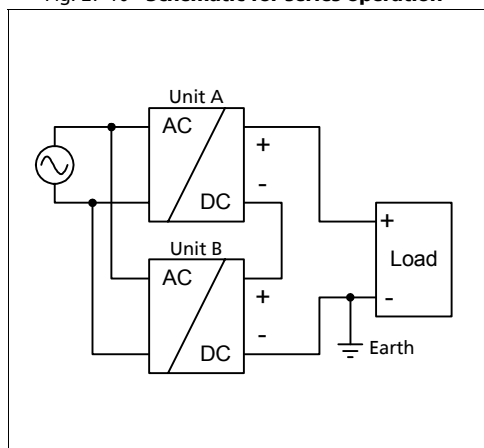 Schematic for series operation
Unit A
AC
+
-
DC
Unit B
AC
+
-
DC
+
Load
-
Earth